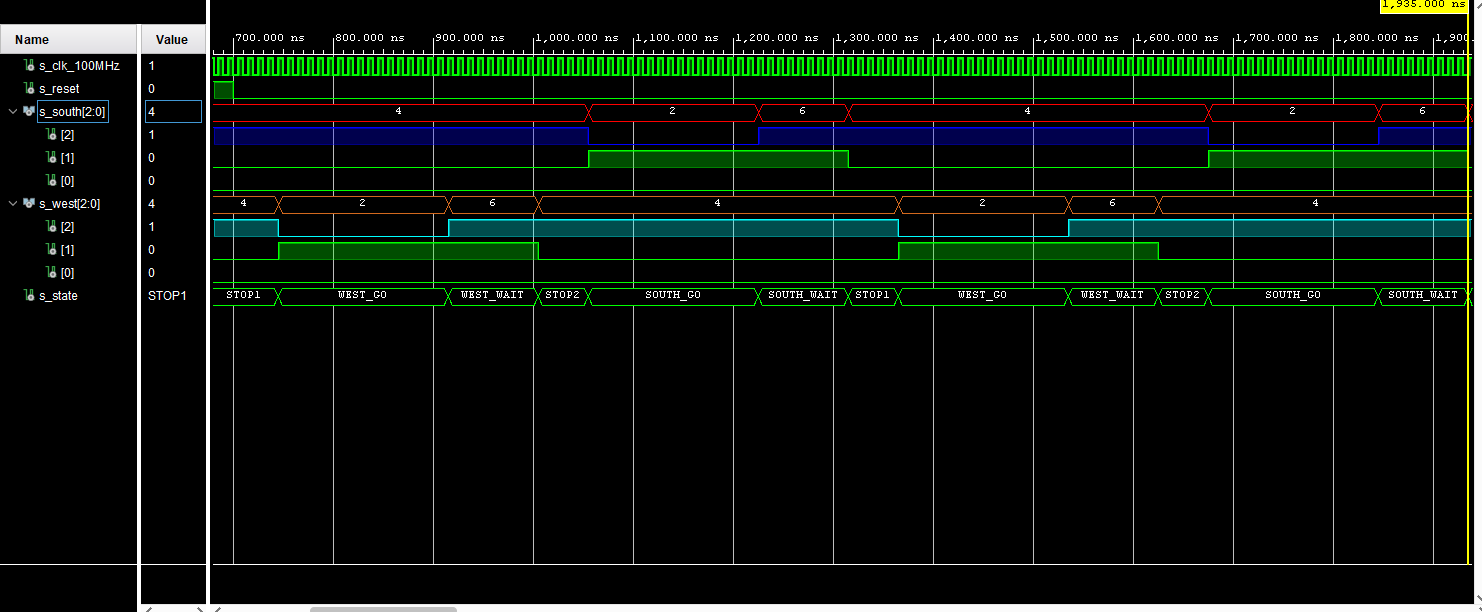 1,935.000 ns
Name Value 700.000 ns 800.000 ns 900.000 ns 1,000.000 ns 1,100.000 ns 1,200.000 ns 1,300.000 ns 1,400.000 ns 1,500.000 ns 1,600.000 ns 1,700.000 ns 1,800.000 ns 1,900.
s_clk_100MHz 1
s_reset 0
s_south[2:0] 4 4 2 6 4 2 6
[2] 1
[1] 0
[0] 0
s_west[2:0] 4 4 2 6 4 2 6 4
[2] 1
[1] 0
[0] 0
s_state STOP1 STOP1 WEST_GO WEST_WAIT STOP2 SOUTH_GO SOUTH_WAIT STOP1 WEST_GO WEST_WAIT STOP2 SOUTH_GO SOUTH_WAIT